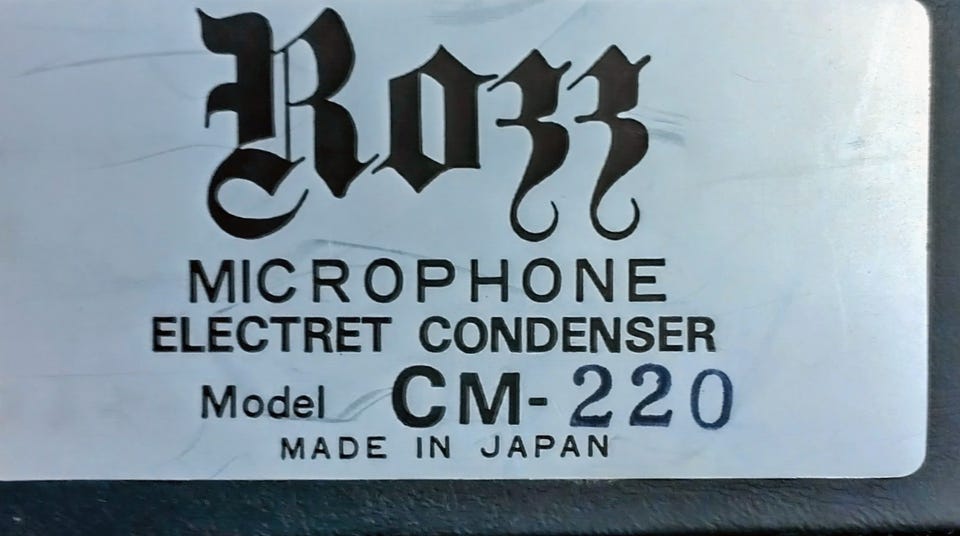 Rozz
MICROPHONE
ELECTRET CONDENSER
Model CM-220
MADE IN JAPAN